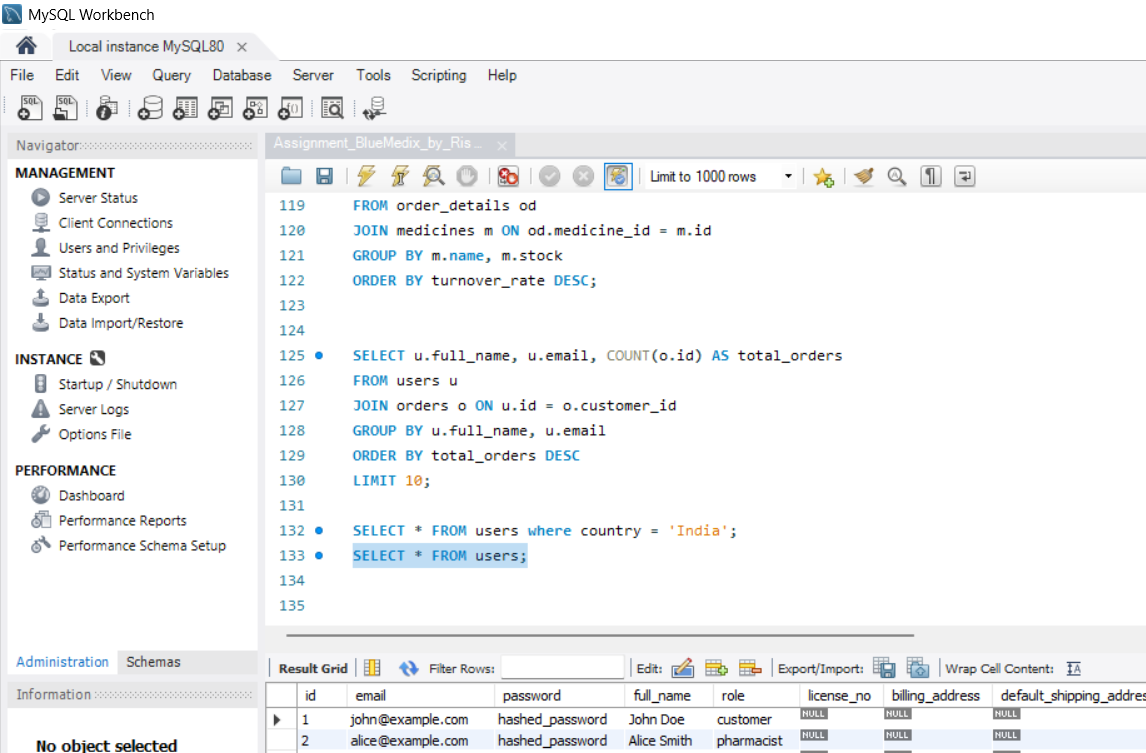 MySQL Workbench
Local instance MySQL80
File Edit View Query Database Server Tools Scripting Help
Navigator
MANAGEMENT
Server Status
Client Connections
Users and Privileges
Status and System Variables
Data Export
Data Import/Restore
INSTANCE
Startup / Shutdown
Server Logs
Options File
PERFORMANCE
Dashboard
Performance Reports
Performance Schema Setup
Administration Schemas
Information
No object selected
Assignment_BlueMedix_by_Ris...
Limit to 1000 rows
119 FROM order_details od
120 JOIN medicines m ON od.medicine_id = m.id
121 GROUP BY m.name, m.stock
122 ORDER BY turnover_rate DESC;
123
124
125 SELECT u.full_name, u.email, COUNT(o.id) AS total_orders
126 FROM users u
127 JOIN orders o ON u.id = o.customer_id
128 GROUP BY u.full_name, u.email
129 ORDER BY total_orders DESC
130 LIMIT 10;
131
132 SELECT * FROM users where country = 'India';
133 SELECT * FROM users;
134
135
Result Grid Filter Rows: Edit: Export/Import: Wrap Cell Content:
id email password full_name role license_no billing_address default_shipping_addres
1 john@example.com hashed_password John Doe customer NULL NULL NULL
2 alice@example.com hashed_password Alice Smith pharmacist NULL NULL NULL